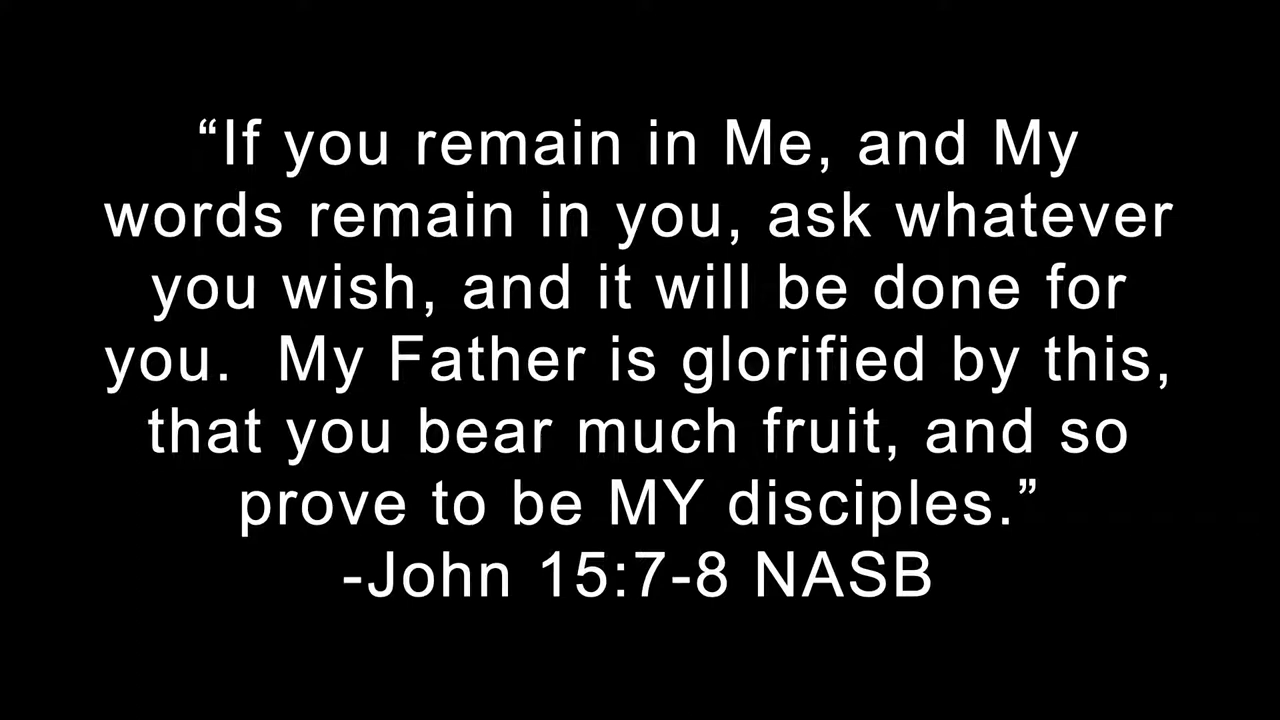 “If you remain in Me, and My
words remain in you, ask whatever
you wish, and it will be done for
you.  My Father is glorified by this,
that you bear much fruit, and so
prove to be MY disciples.”
-John 15:7-8 NASB